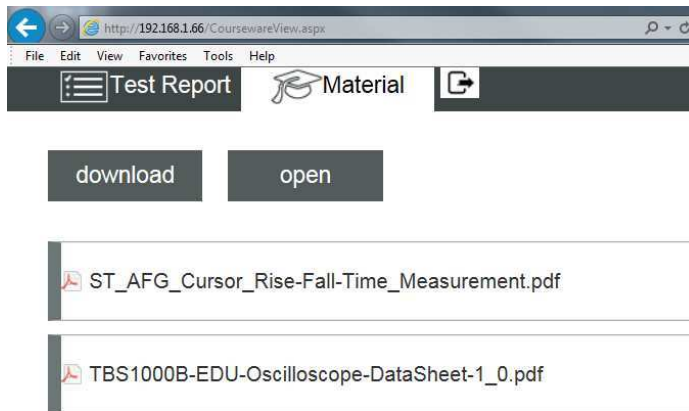 http://192.168.1.66/CoursewareView.aspx
File Edit View Favorites Tools Help
Test Report Material
download open
ST_AFG_Cursor_Rise-Fall-Time_Measurement.pdf
TBS1000B-EDU-Oscilloscope-DataSheet-1_0.pdf